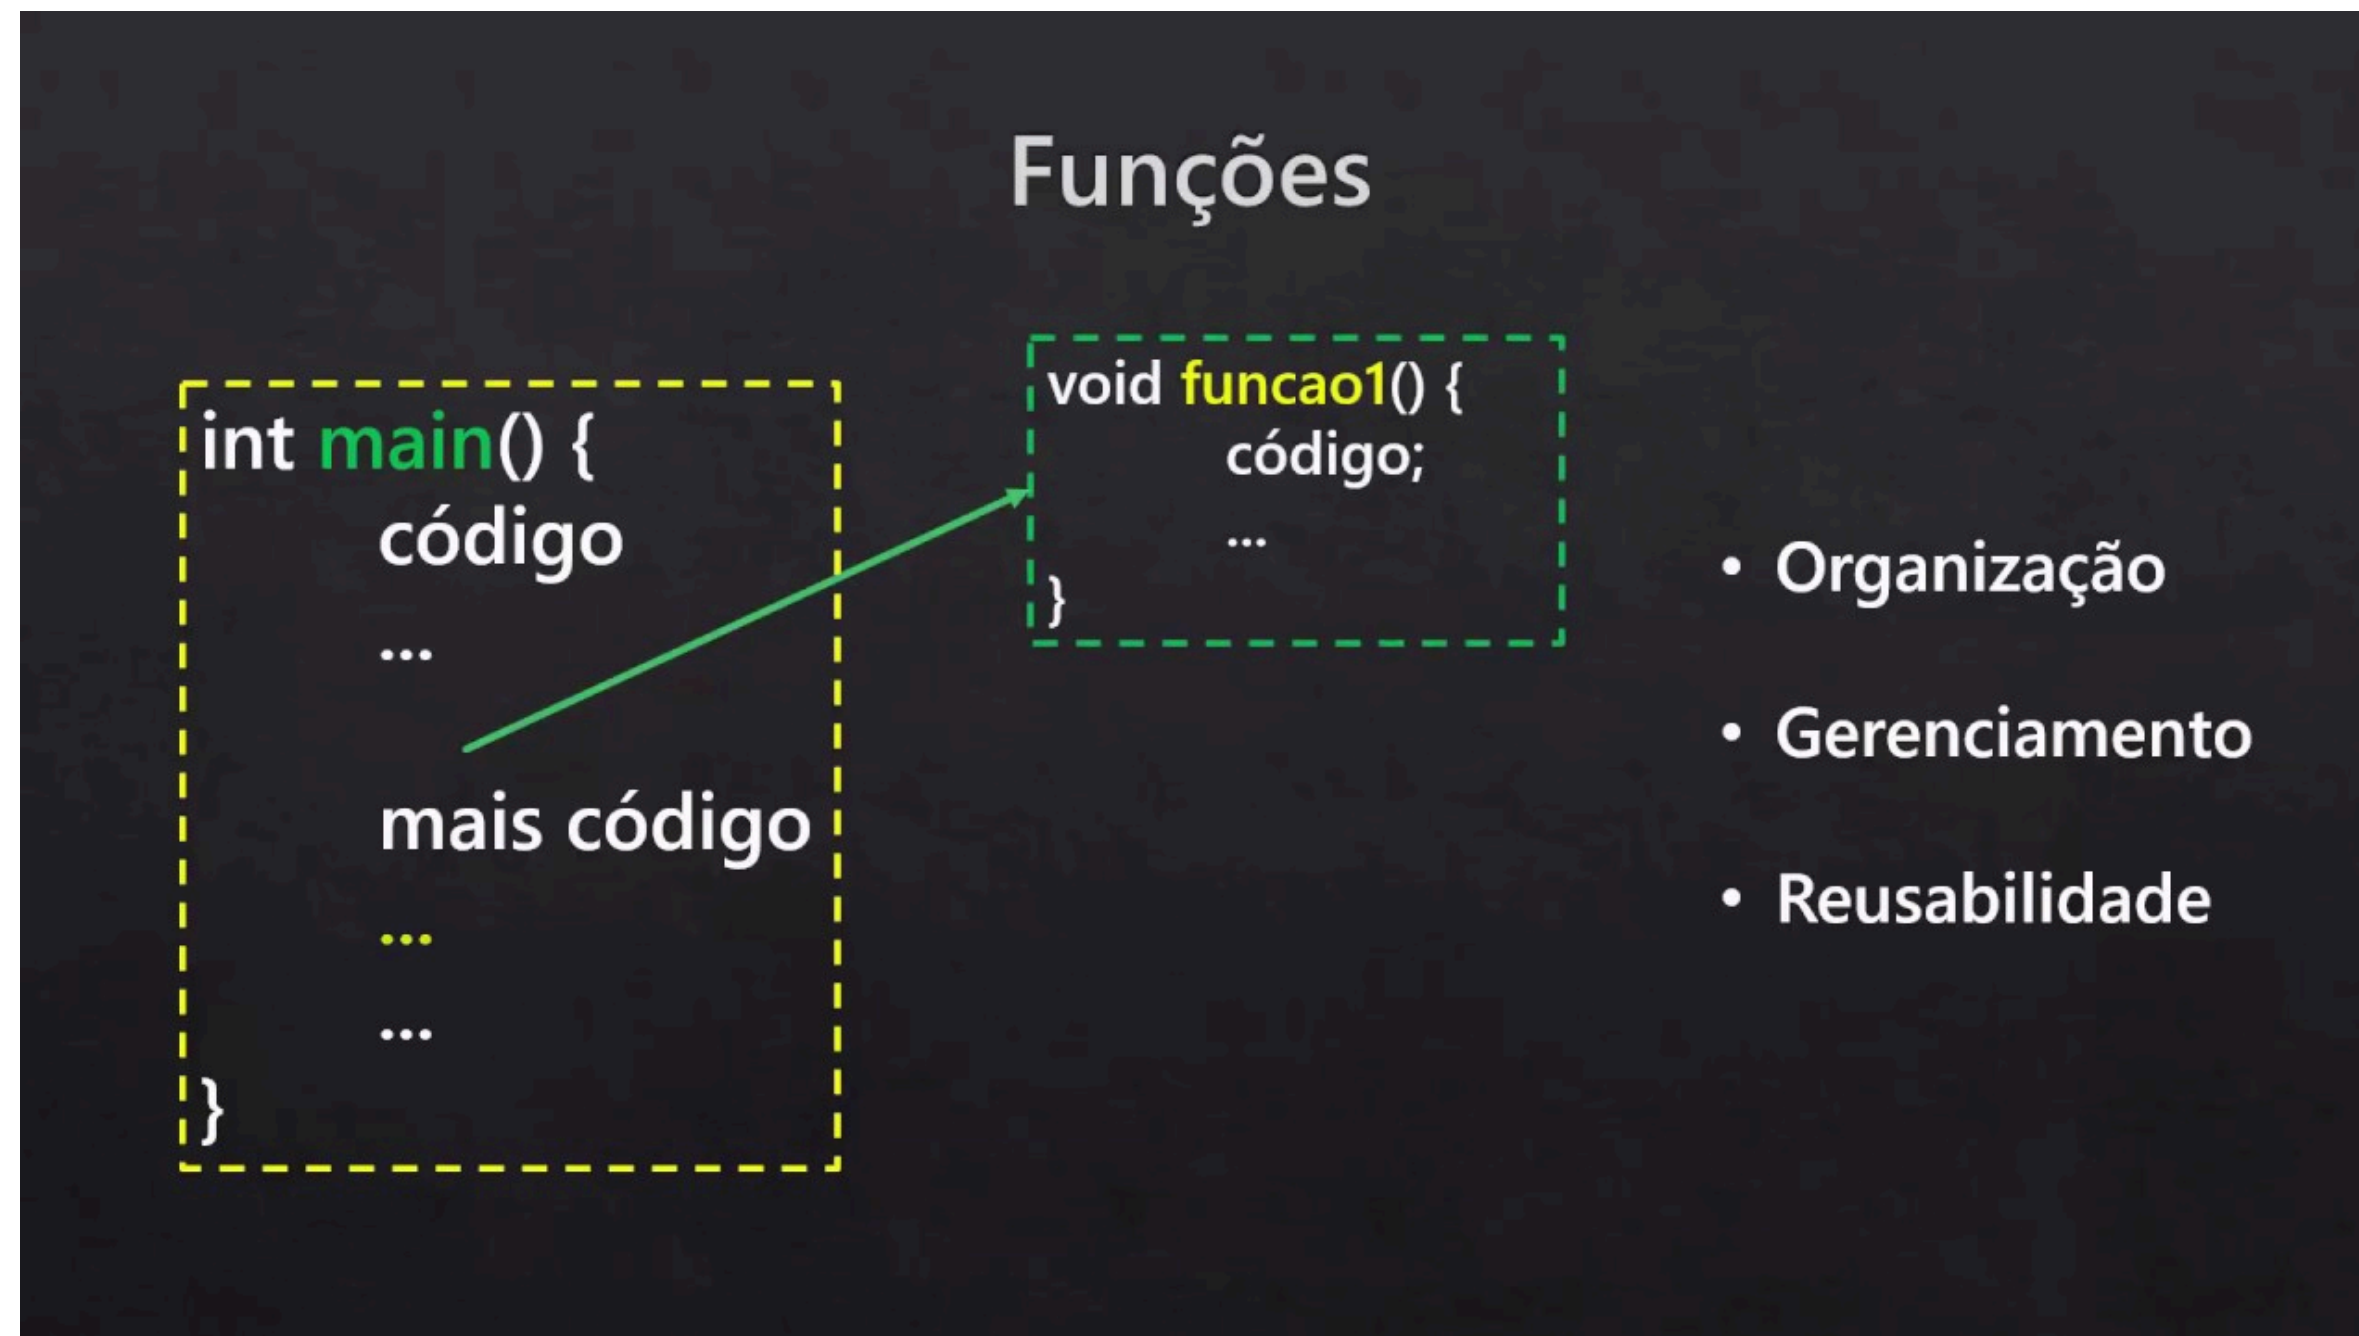 Funções
int main() {
código
...
mais código
...
...
}
void funcao1() {
código;
...
}
• Organização
• Gerenciamento
• Reusabilidade